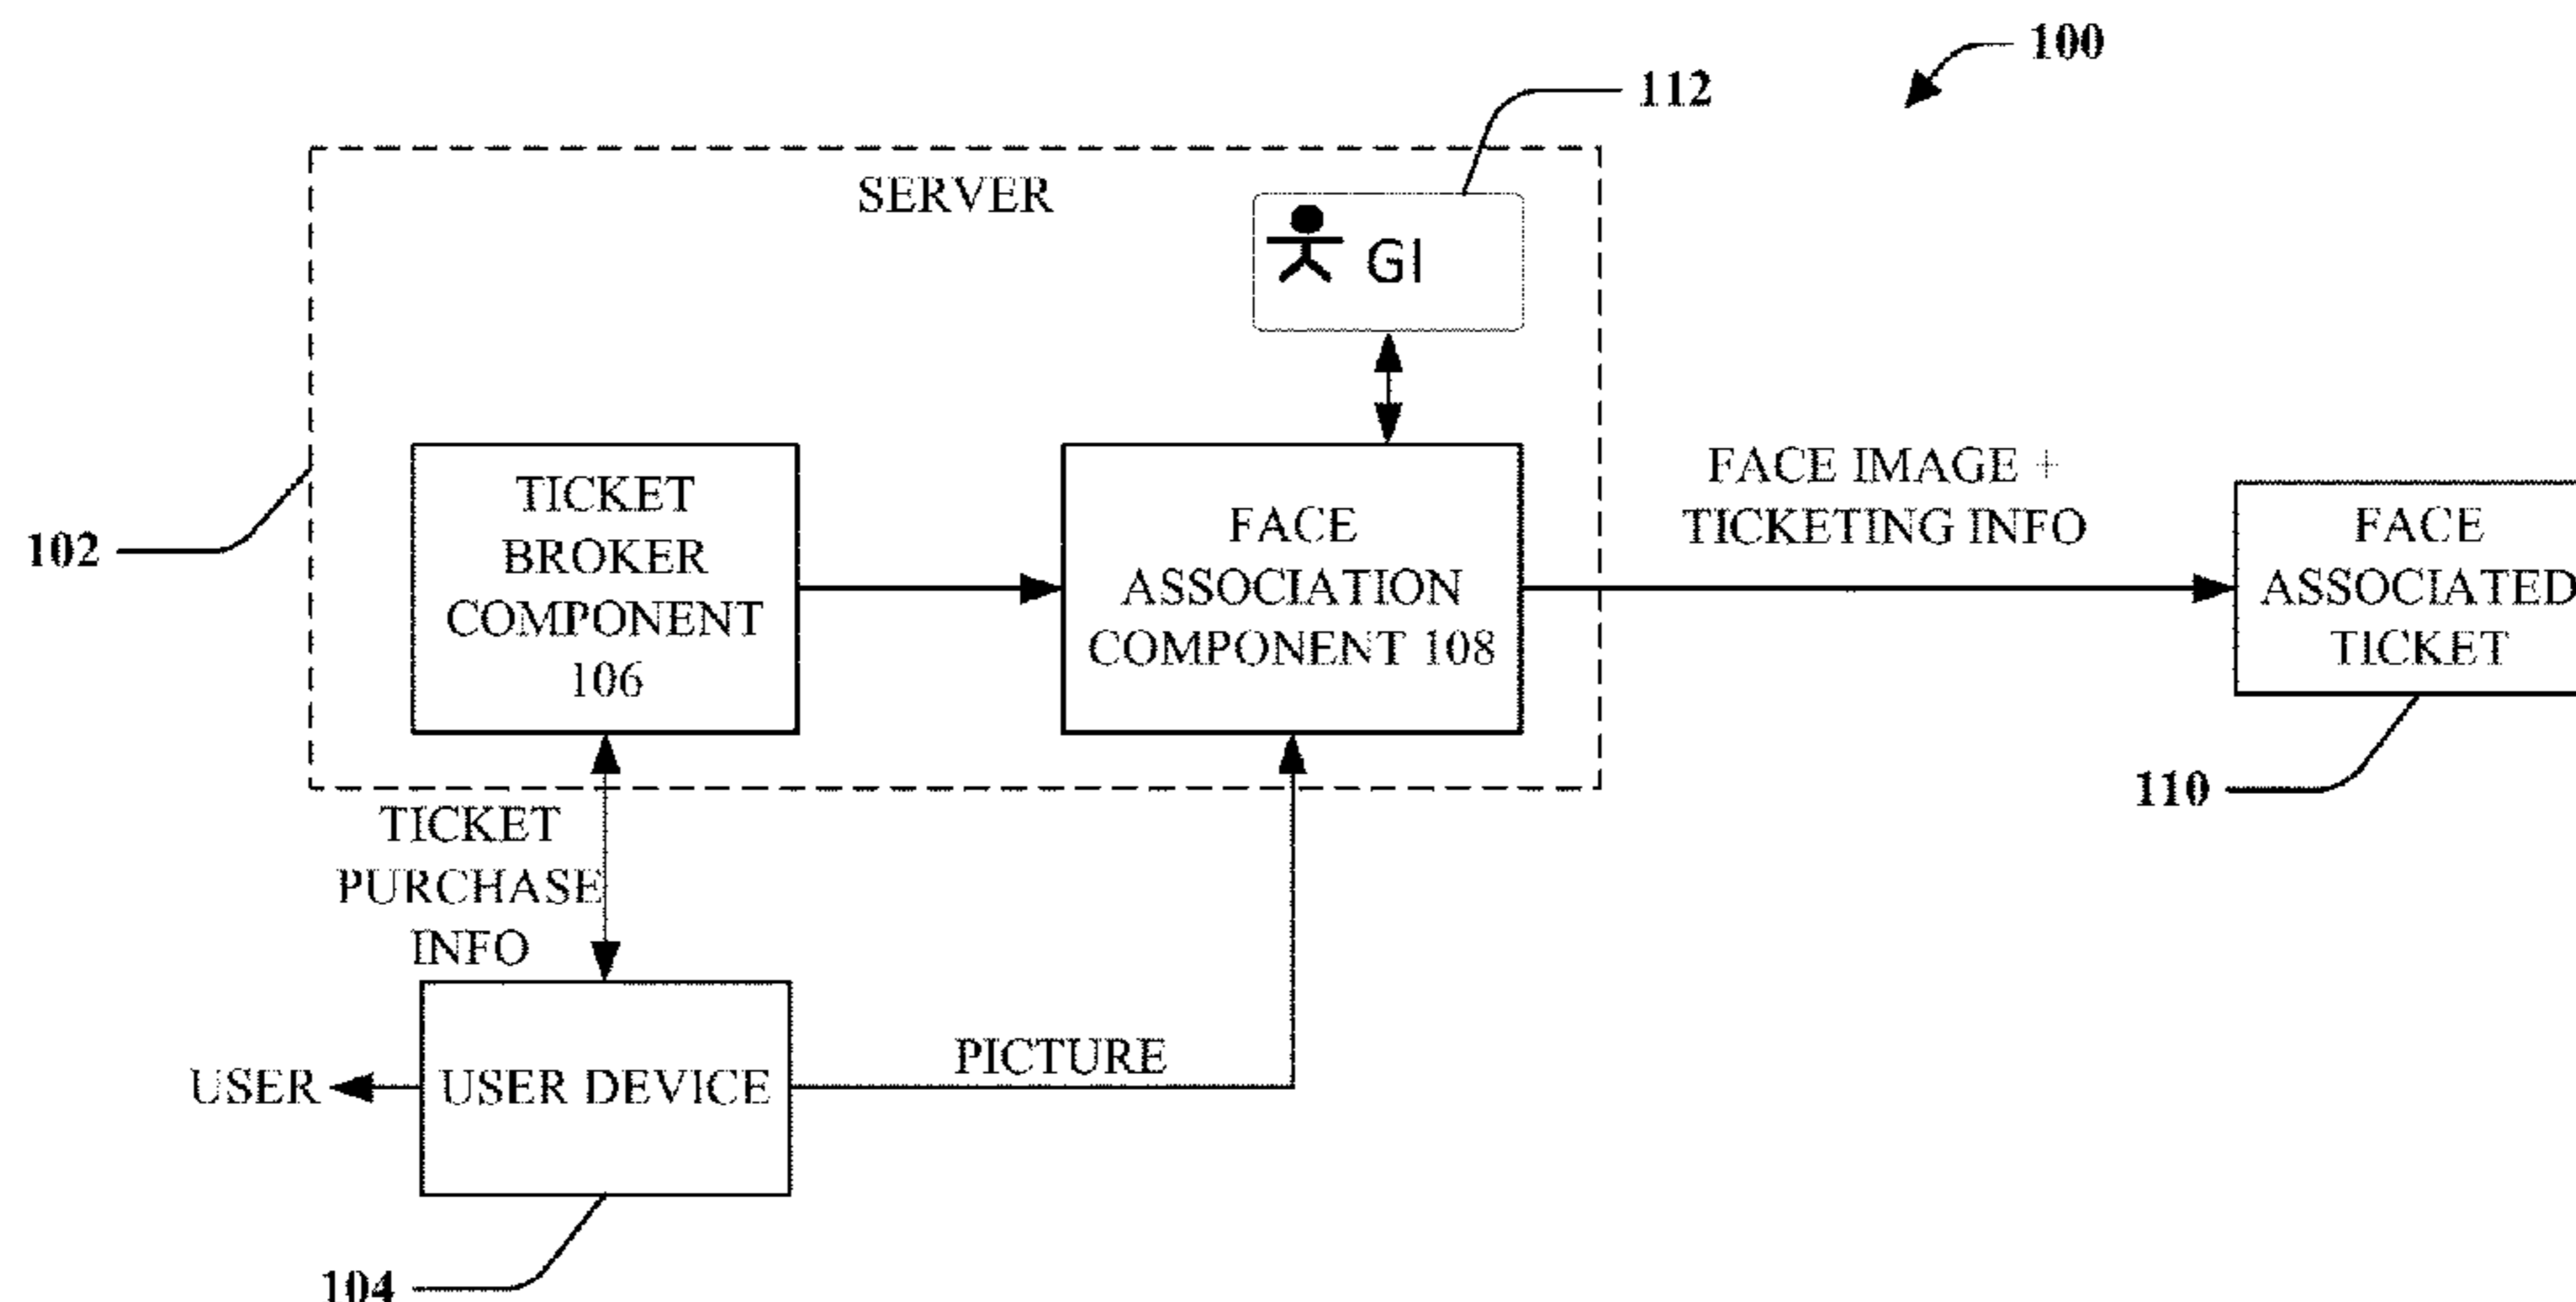 100
112
SERVER
GI
TICKET
BROKER
COMPONENT
106
FACE
ASSOCIATION
COMPONENT 108
FACE IMAGE +
TICKETING INFO
FACE
ASSOCIATED
TICKET
102
110
TICKET
PURCHASE
INFO
USER
USER DEVICE
PICTURE
104